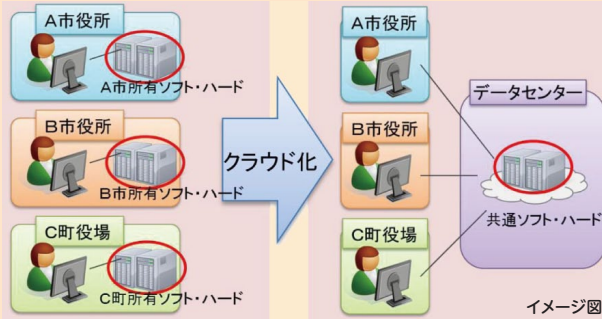 A市役所
A市所有ソフト・ハード
B市役所
B市所有ソフト・ハード
C町役場
C町所有ソフト・ハード
クラウド化
A市役所
B市役所
C町役場
データセンター
共通ソフト・ハード
イメージ図